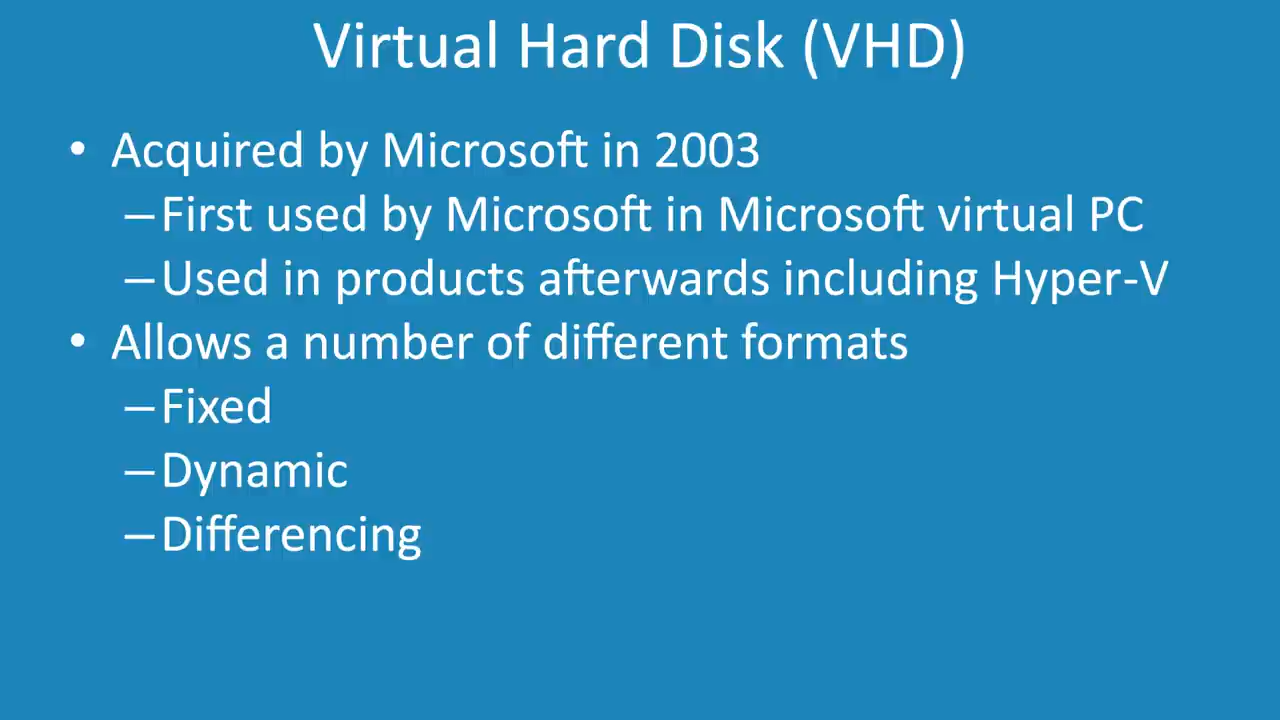 Virtual Hard Disk (VHD)
• Acquired by Microsoft in 2003
–First used by Microsoft in Microsoft virtual PC
–Used in products afterwards including Hyper-V
• Allows a number of different formats
–Fixed
–Dynamic
–Differencing